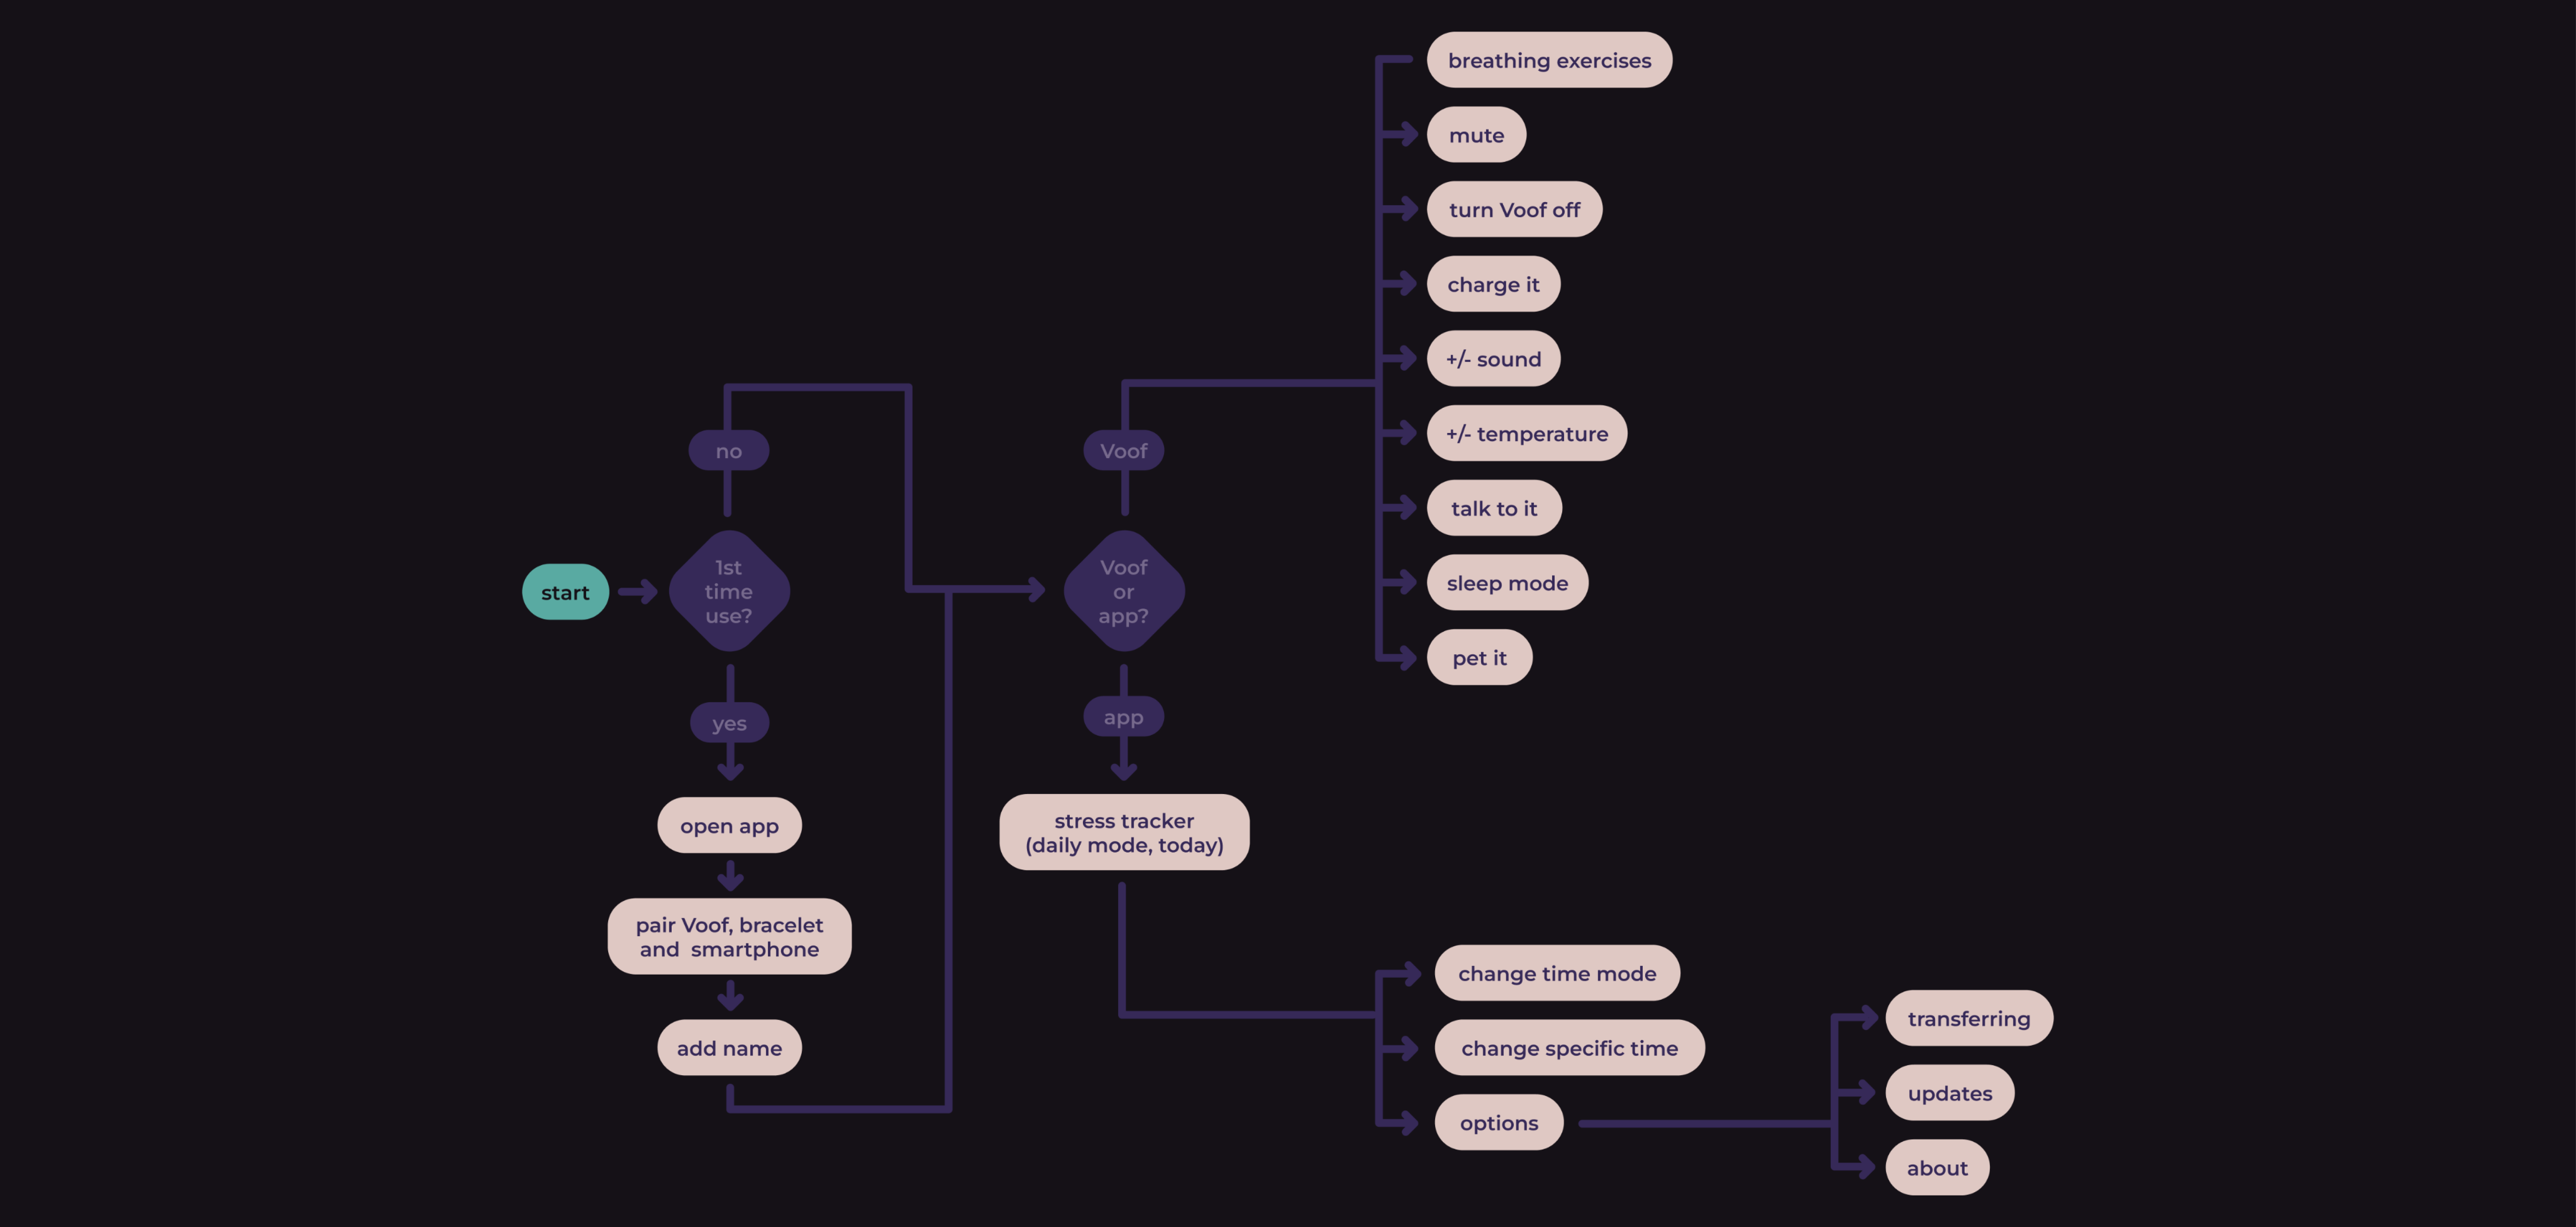 start
1st
time
use?
no
yes
open app
pair Voof, bracelet
and  smartphone
add name
Voof
or
app?
Voof
app
breathing exercises
mute
turn Voof off
charge it
+/- sound
+/- temperature
talk to it
sleep mode
pet it
stress tracker
(daily mode, today)
change time mode
change specific time
options
transferring
updates
about